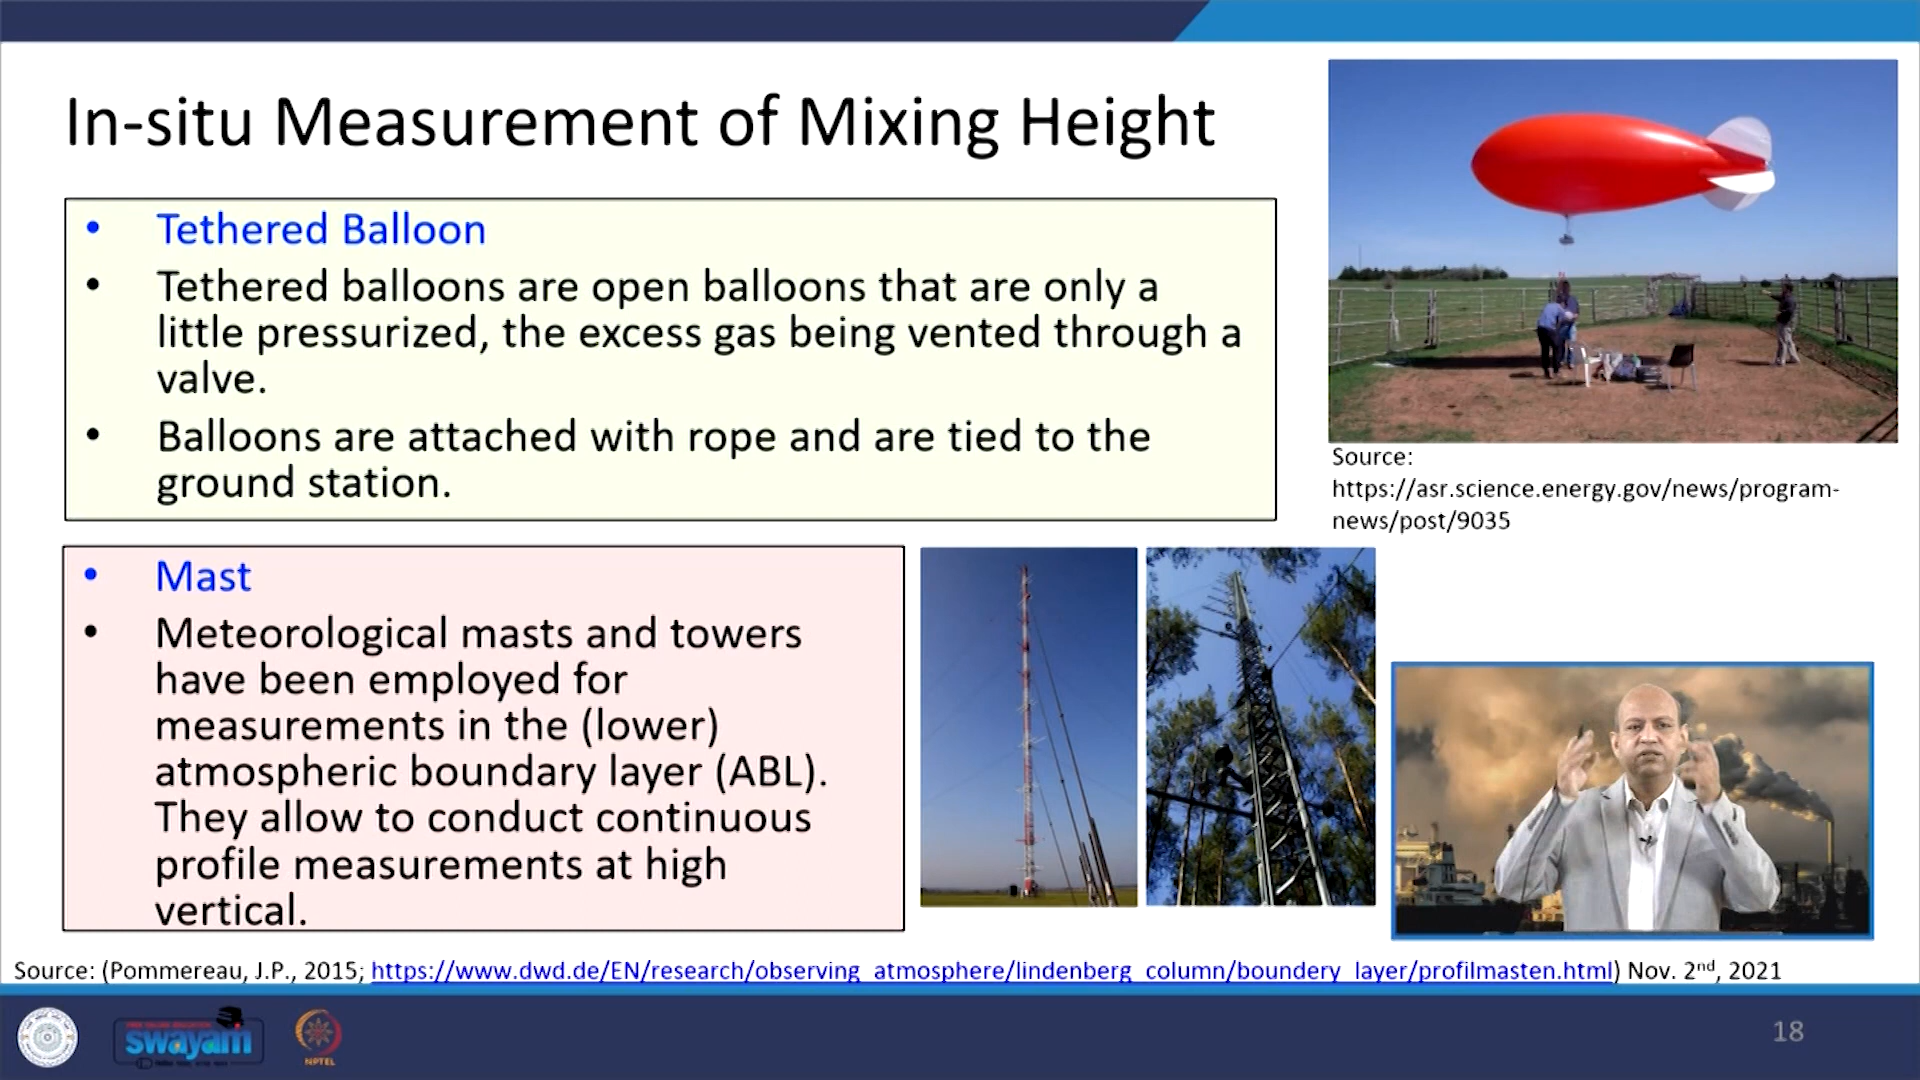 In-situ Measurement of Mixing Height
• Tethered Balloon
• Tethered balloons are open balloons that are only a
little pressurized, the excess gas being vented through a
valve.
• Balloons are attached with rope and are tied to the
ground station.
Source:
https://asr.science.energy.gov/news/program-
news/post/9035
• Mast
• Meteorological masts and towers
have been employed for
measurements in the (lower)
atmospheric boundary layer (ABL).
They allow to conduct continuous
profile measurements at high
vertical.
Source: (Pommereau, J.P., 2015; https://www.dwd.de/EN/research/observing_atmosphere/lindenberg_column/boundery_layer/profilmasten.html) Nov. 2nd, 2021
swayam
NPTEL
18